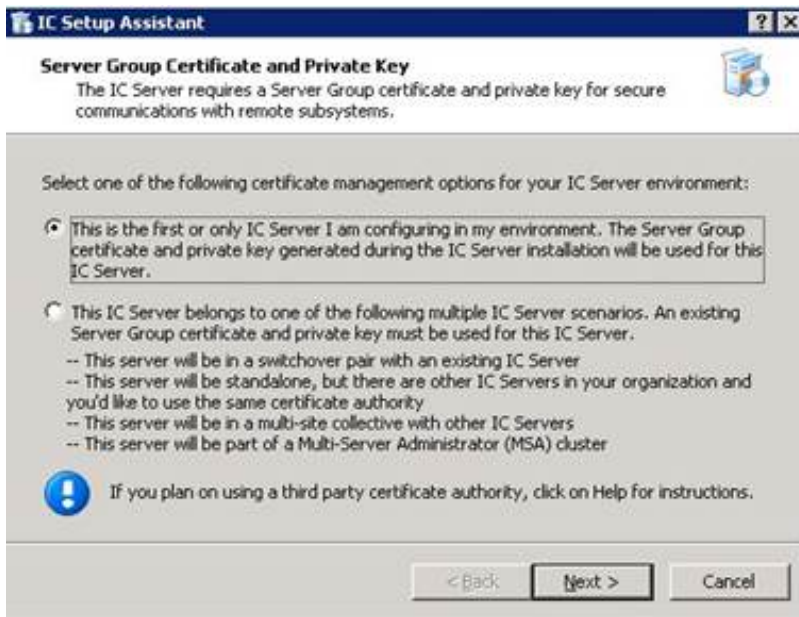 IC Setup Assistant
Server Group Certificate and Private Key
The IC Server requires a Server Group certificate and private key for secure
communications with remote subsystems.
Select one of the following certificate management options for your IC Server environment:
This is the first or only IC Server I am configuring in my environment. The Server Group
certificate and private key generated during the IC Server installation will be used for this
IC Server.
This IC Server belongs to one of the following multiple IC Server scenarios. An existing
Server Group certificate and private key must be used for this IC Server.
-- This server will be in a switchover pair with an existing IC Server
-- This server will be standalone, but there are other IC Servers in your organization and
you'd like to use the same certificate authority
-- This server will be in a multi-site collective with other IC Servers
-- This server will be part of a Multi-Server Administrator (MSA) cluster
If you plan on using a third party certificate authority, click on Help for instructions.
< Back Next > Cancel